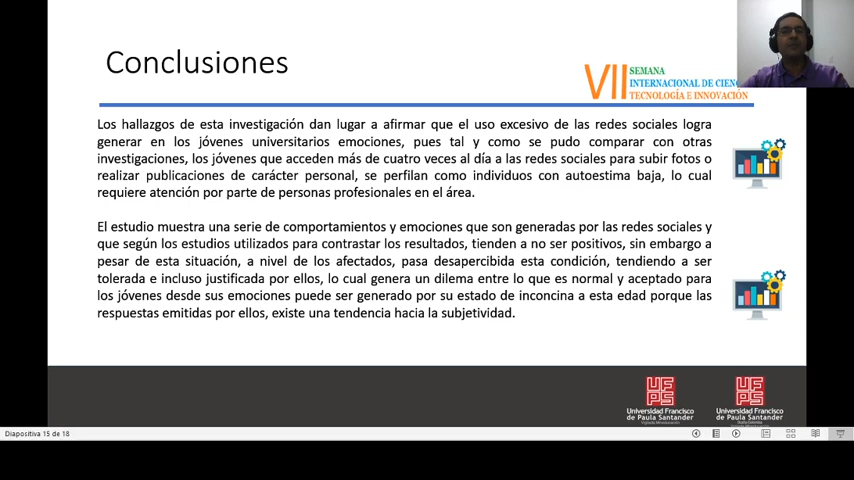 Conclusiones
VII SEMANA
INTERNACIONAL DE CIENC
TECNOLOGÍA E INNOVACIÓN
Los hallazgos de esta investigación dan lugar a afirmar que el uso excesivo de las redes sociales logra
generar en los jóvenes universitarios emociones, pues tal y como se pudo comparar con otras
investigaciones, los jóvenes que acceden más de cuatro veces al día a las redes sociales para subir fotos o
realizar publicaciones de carácter personal, se perfilan como individuos con autoestima baja, lo cual
requiere atención por parte de personas profesionales en el área.
El estudio muestra una serie de comportamientos y emociones que son generadas por las redes sociales y
que según los estudios utilizados para contrastar los resultados, tienden a no ser positivos, sin embargo a
pesar de esta situación, a nivel de los afectados, pasa desapercibida esta condición, tendiendo a ser
tolerada e incluso justificada por ellos, lo cual genera un dilema entre lo que es normal y aceptado para
los jóvenes desde sus emociones puede ser generado por su estado de inconcina a esta edad porque las
respuestas emitidas por ellos, existe una tendencia hacia la subjetividad.
UFPS
Universidad Francisco
de Paula Santander
Vigilada Mineducación
UFPS
Universidad Francisco
de Paula Santander
Ocaña Colombia
Vigilada Mineducación
Diapositiva 15 de 18